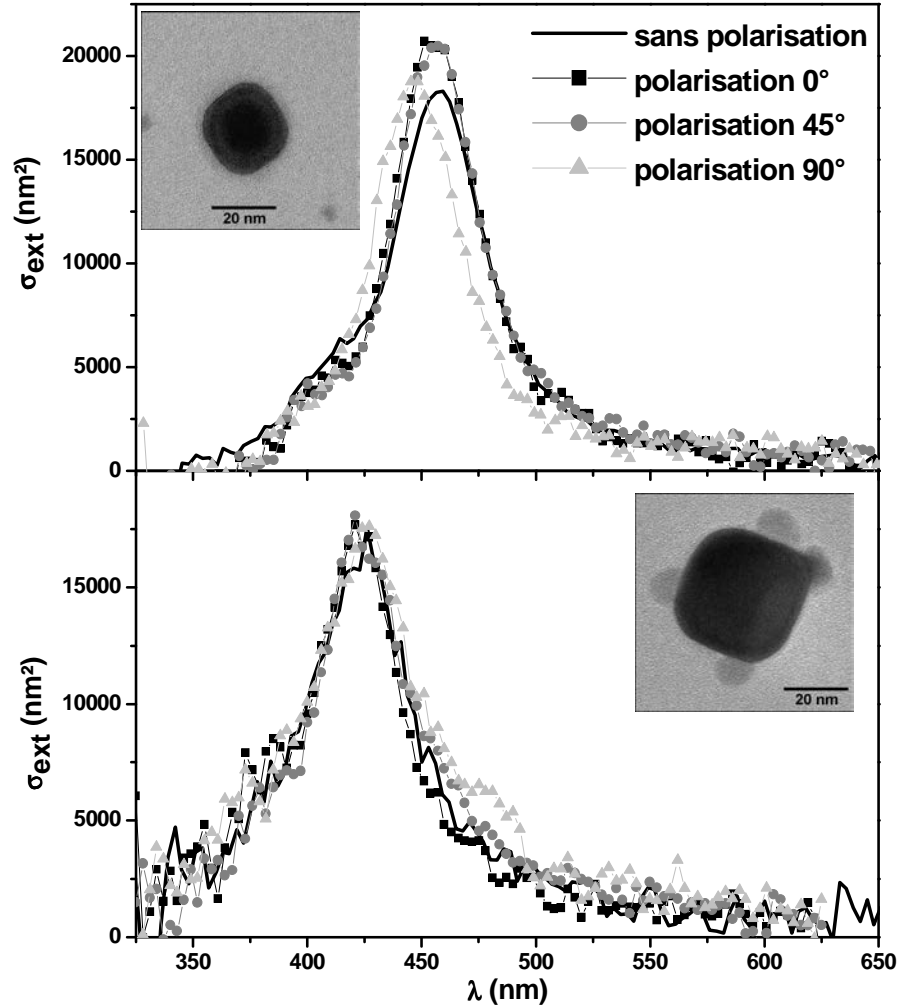 sans polarisation
polarisation 0°
polarisation 45°
polarisation 90°
20 nm
σext (nm²)
20000
15000
10000
5000
0
20 nm
σext (nm²)
15000
10000
5000
0
350 400 450 500 550 600 650
λ (nm)